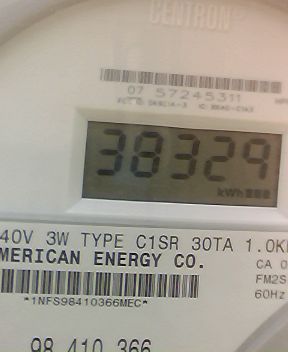 CENTRON
07 57245311
38329
kWh
40V 3W TYPE C1SR 30TA 1.0K
MERICAN ENERGY CO.
CA 0
FM2S
60Hz
*1NFS98410366MEC*
98 410 366